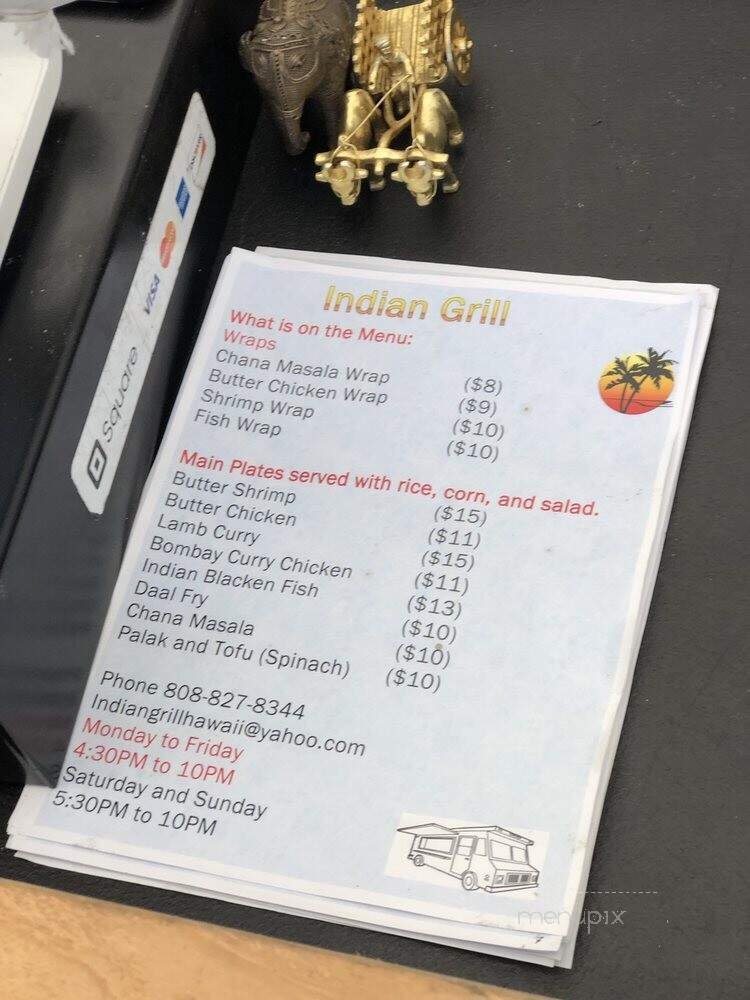 Indian Grill
What is on the Menu:
Wraps
Chana Masala Wrap ($8)
Butter Chicken Wrap ($9)
Shrimp Wrap ($10)
Fish Wrap ($10)
Main Plates served with rice, corn, and salad.
Butter Shrimp ($15)
Butter Chicken ($11)
Lamb Curry ($15)
Bombay Curry Chicken ($11)
Indian Blacken Fish ($13)
Daal Fry ($10)
Chana Masala ($10)
Palak and Tofu (Spinach) ($10)
Phone 808-827-8344
Indiangrillhawaii@yahoo.com
Monday to Friday
4:30PM to 10PM
Saturday and Sunday
5:30PM to 10PM
Square
VISA
menupix